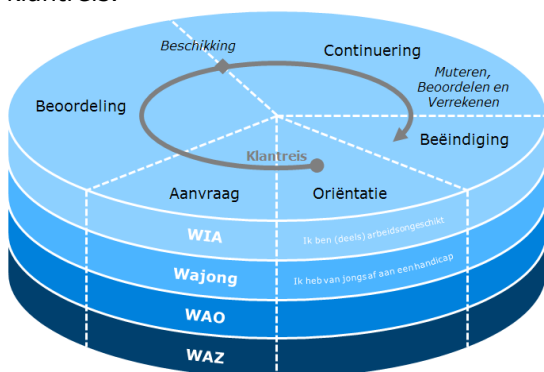 klantreis.
Beschikking
Continuering
Muteren,
Beoordelen en
Verrekenen
Beoordeling
Beëindiging
Klantreis
Aanvraag
Oriëntatie
WIA
Ik ben (deels) arbeidsongeschikt
Wajong
Ik heb van jongs af aan een handicap
WAO
WAZ